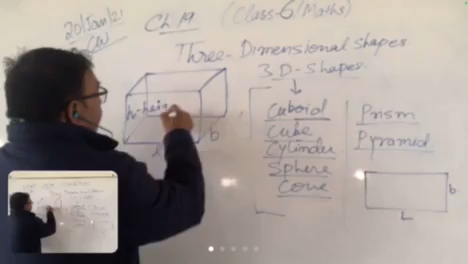 20/Jan/21
CW
Ch 19 (Class-6/Maths)
Three-Dimensional shapes
3D-Shapes
Cuboid
Cube
Cylinder
Sphere
Cone
Prism
Pyramid
h-hei
b
l
b
L